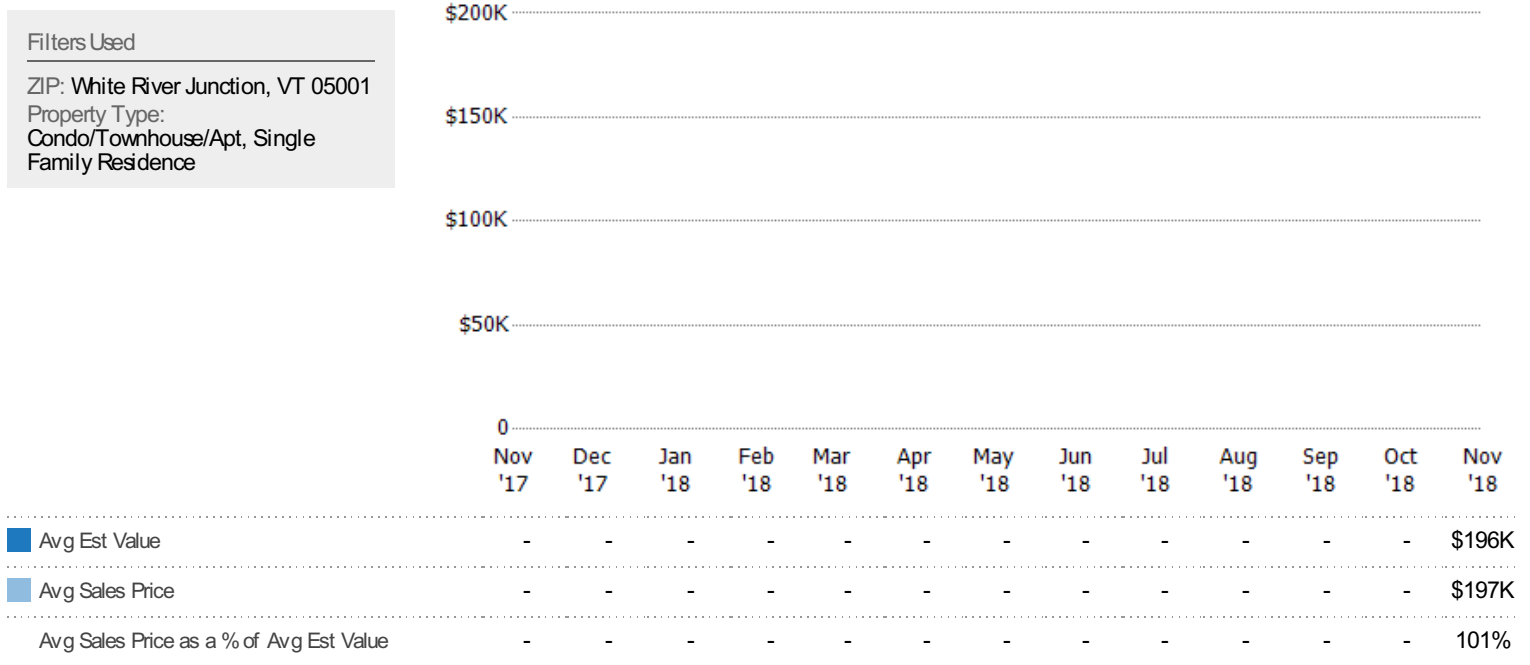 Filters Used
ZIP: White River Junction, VT 05001
Property Type:
Condo/Townhouse/Apt, Single
Family Residence
$200K
$150K
$100K
$50K
0
Nov Dec Jan Feb Mar Apr May Jun Jul Aug Sep Oct Nov
'17 '17 '18 '18 '18 '18 '18 '18 '18 '18 '18 '18 '18
Avg Est Value - - - - - - - - - - - - $196K
Avg Sales Price - - - - - - - - - - - - $197K
Avg Sales Price as a % of Avg Est Value - - - - - - - - - - - - 101%